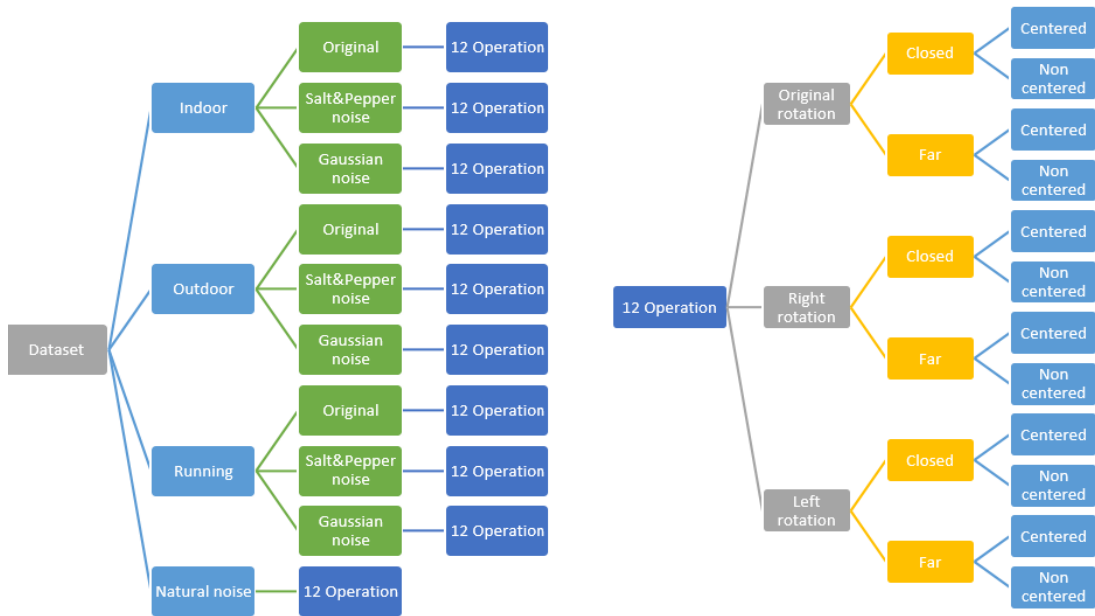 Dataset
Indoor
Original
12 Operation
Salt&Pepper
noise
12 Operation
Gaussian
noise
12 Operation
Outdoor
Original
12 Operation
Salt&Pepper
noise
12 Operation
Gaussian
noise
12 Operation
Running
Original
12 Operation
Salt&Pepper
noise
12 Operation
Gaussian
noise
12 Operation
Natural noise
12 Operation
12 Operation
Original
rotation
Closed
Centered
Non
centered
Far
Centered
Non
centered
Right
rotation
Closed
Centered
Non
centered
Far
Centered
Non
centered
Left
rotation
Closed
Centered
Non
centered
Far
Centered
Non
centered